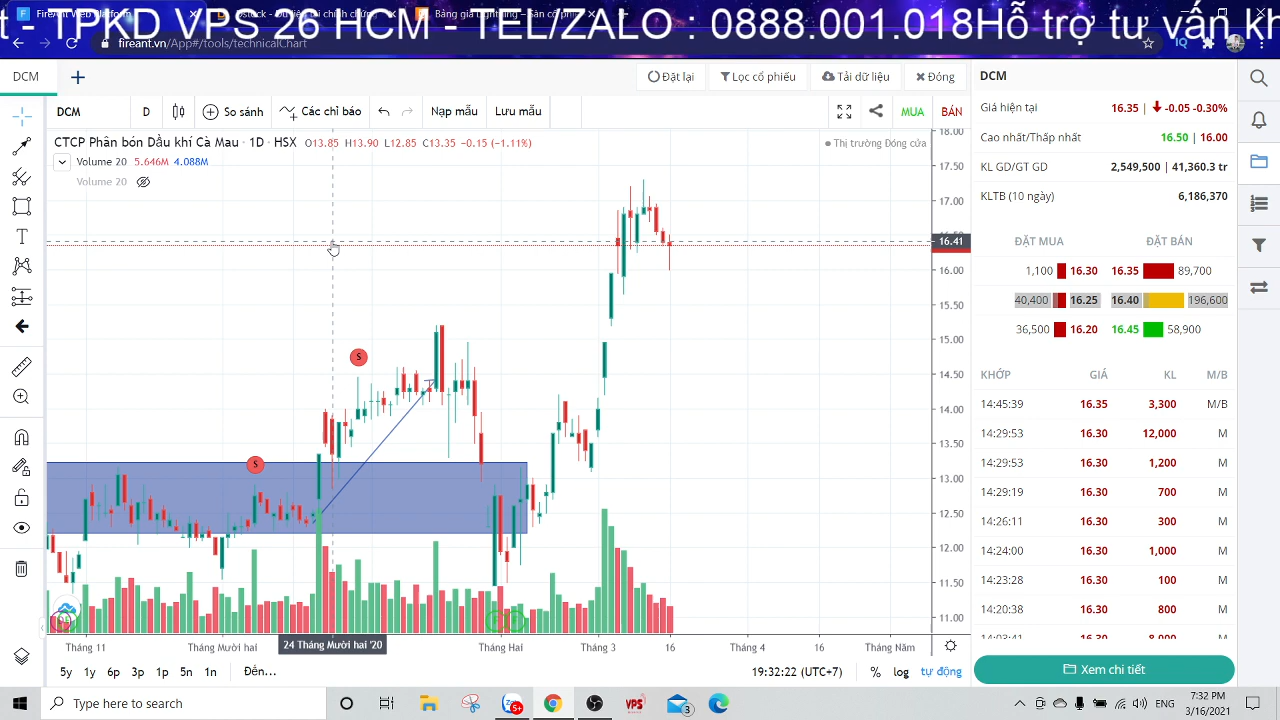 FireAnt Web Platform
t - TPKD VPS 26 HCM - TEL/ZALO : 0888.001.018Hỗ trợ tư vấn kh
fireant.vn/App#/tools/technicalChart
DCM
Đặt lại
Lọc cổ phiếu
Tải dữ liệu
Đóng
DCM
DCM
D
So sánh
Các chỉ báo
Nạp mẫu
Lưu mẫu
MUA
BÁN
CTCP Phân bón Dầu khí Cà Mau · 1D · HSX O13.85 H13.90 L12.85 C13.35 −0.15 (−1.11%)
Thị trường Đóng cửa
Volume 20 5.646M 4.088M
Volume 20
18.00
17.50
17.00
16.41
16.00
15.50
15.00
14.50
14.00
13.50
13.00
12.50
12.00
11.50
11.00
S
S
Tháng 11
Tháng Mười hai
24 Tháng Mười hai '20
Tháng Hai
Tháng 3
16
Tháng 4
16
Tháng Năm
5y 1y 6p 3p 1p 5n 1n Đến...
19:32:22 (UTC+7)
% log tự động
Giá hiện tại 16.35 | -0.05 -0.30%
Cao nhất/Thấp nhất 16.50 | 16.00
KL GD/GT GD 2,549,500 | 41,360.3 tr
KLTB (10 ngày) 6,186,370
ĐẶT MUA ĐẶT BÁN
1,100 16.30 16.35 89,700
40,400 16.25 16.40 196,600
36,500 16.20 16.45 58,900
KHỚP GIÁ KL M/B
14:45:39 16.35 3,300 M/B
14:29:53 16.30 12,000 M
14:29:53 16.30 1,200 M
14:29:19 16.30 700 M
14:26:11 16.30 300 M
14:24:00 16.30 1,000 M
14:23:28 16.30 100 M
14:20:38 16.30 800 M
14:03:41 16.30 8,000 M
Xem chi tiết
Type here to search
5+
VPS
3
ENG
7:32 PM
3/16/2021